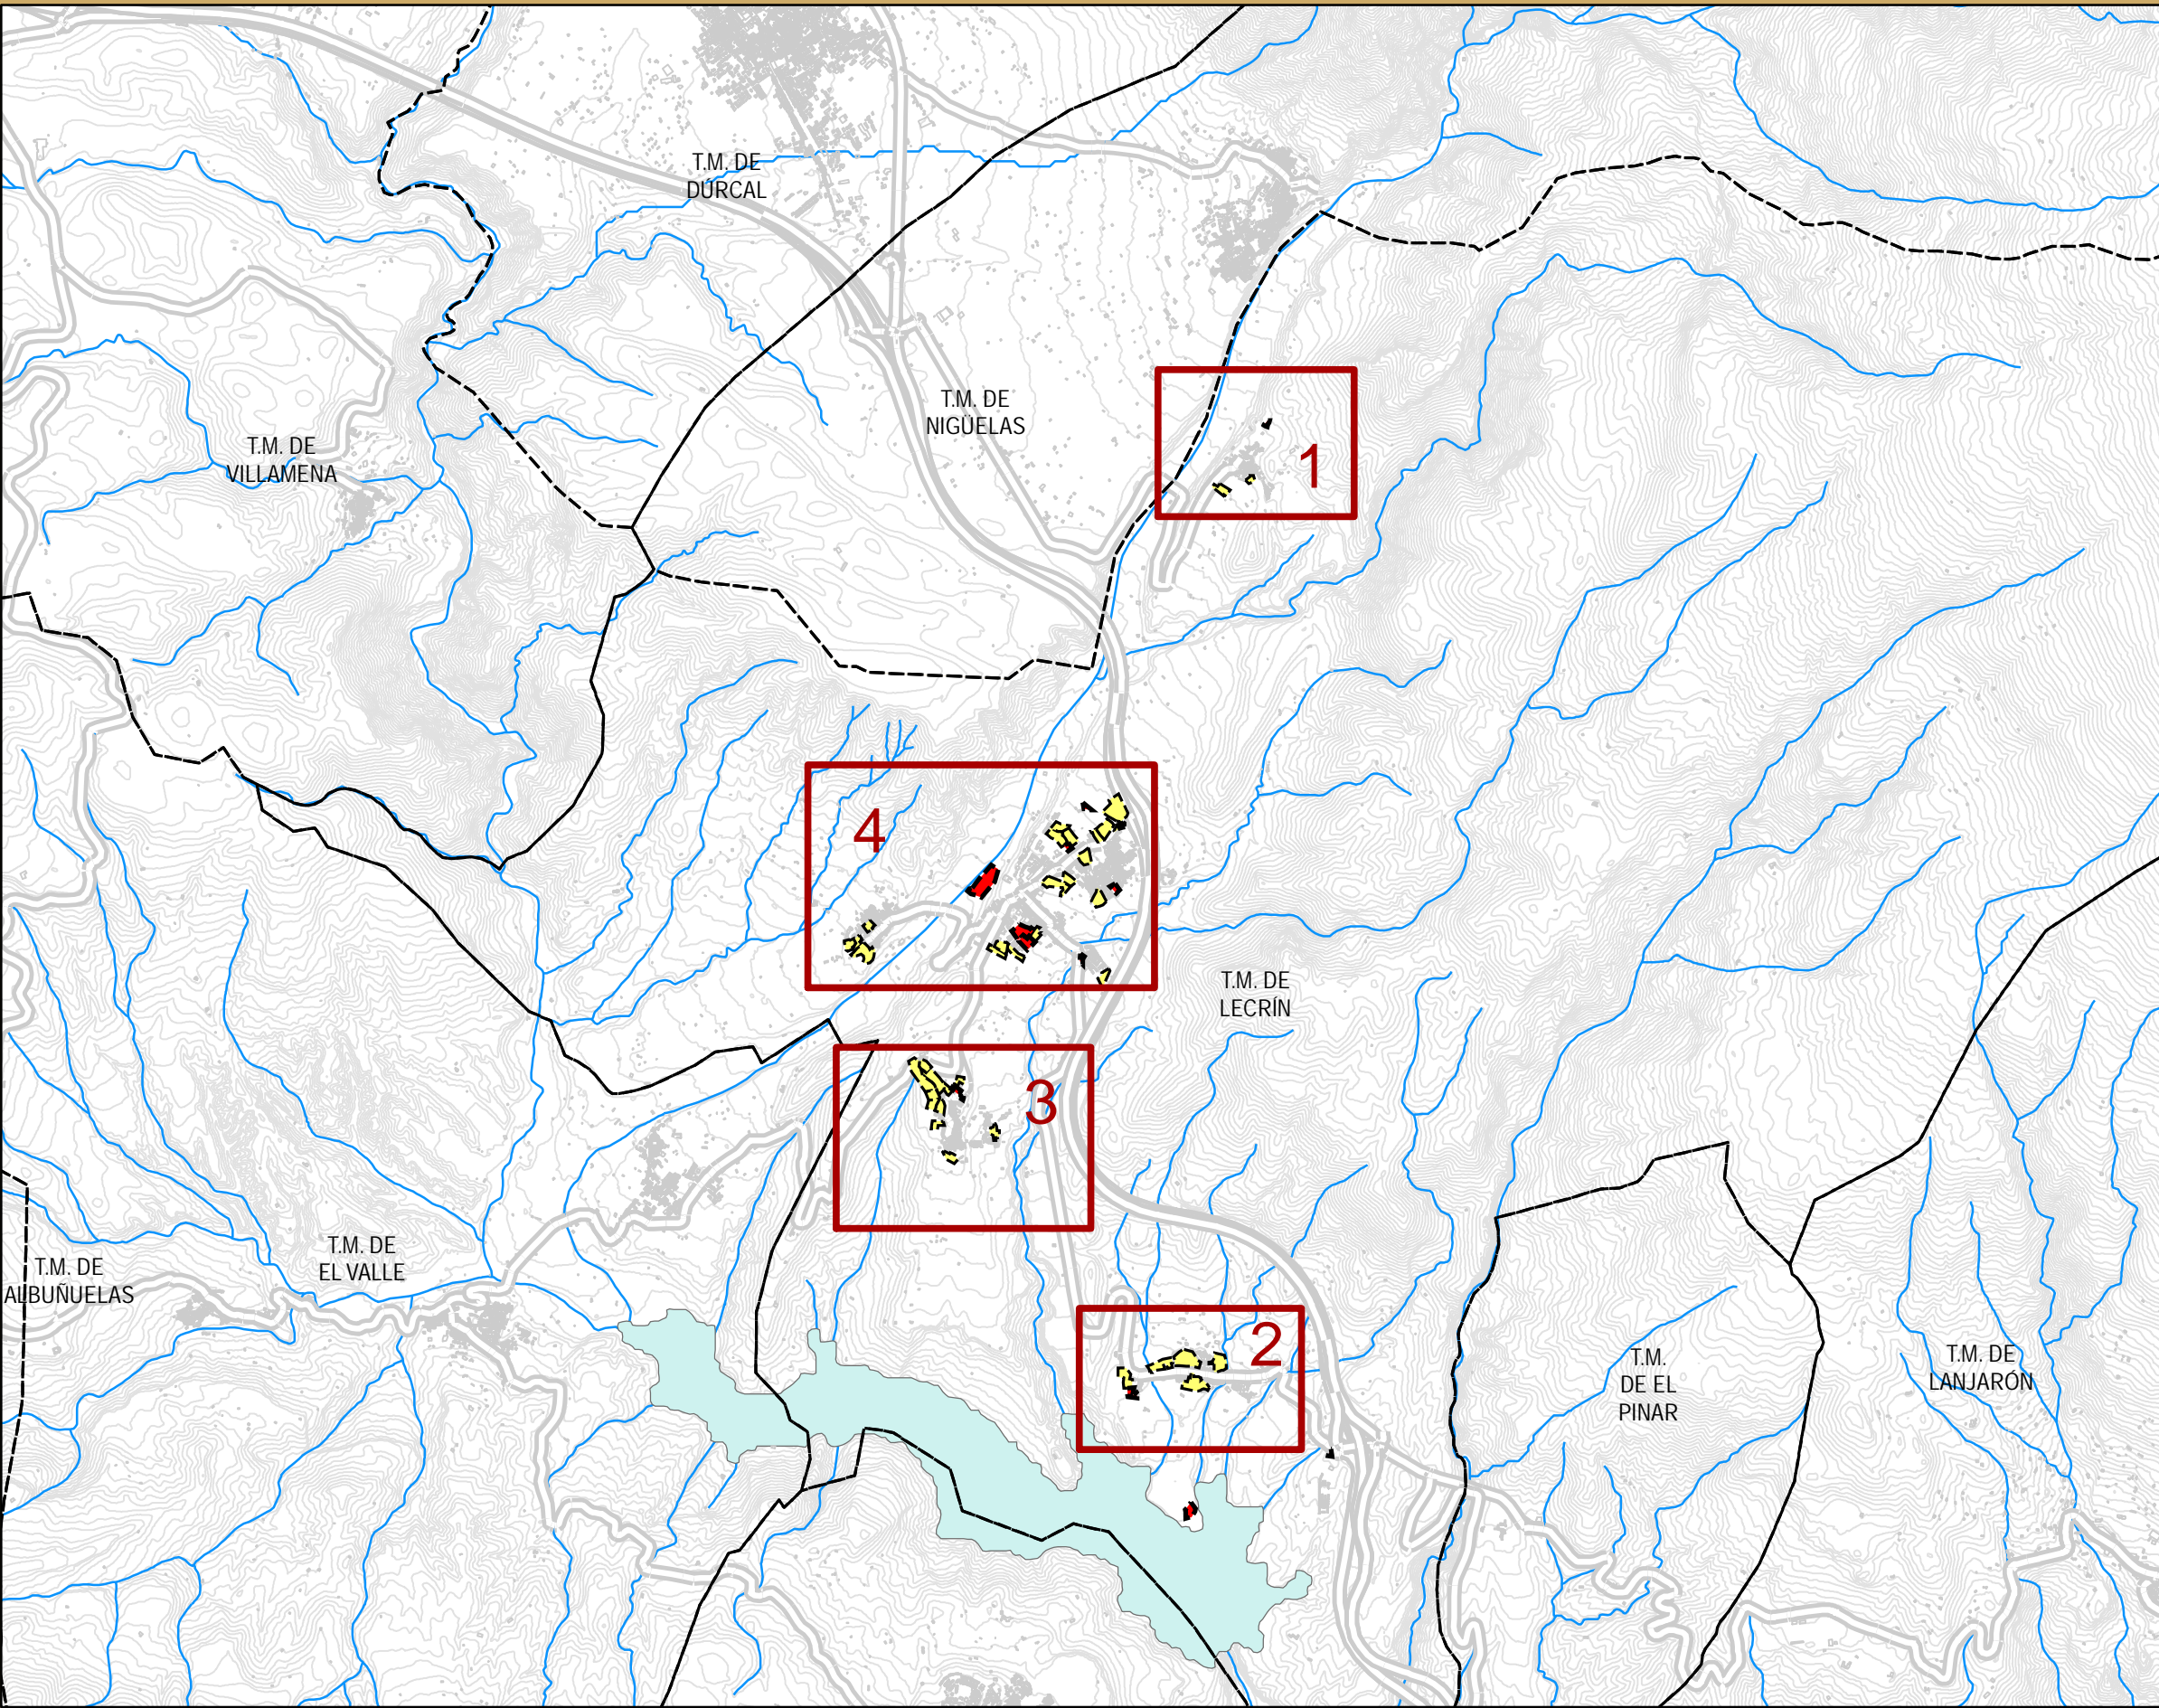 T.M. DE
DÚRCAL
T.M. DE
NIGÜELAS
T.M. DE
VILLAMENA
1
4
T.M. DE
LECRÍN
3
T.M. DE
EL VALLE
T.M. DE
ALBUÑUELAS
2
T.M.
DE EL
PINAR
T.M. DE
LANJARÓN